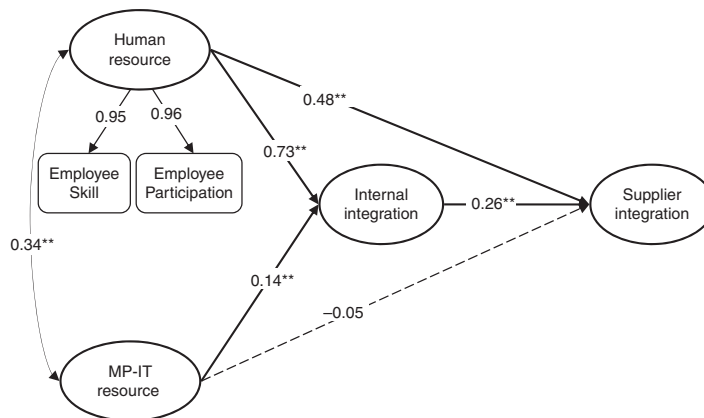 Human
resource
0.48**
0.95
0.96
0.73**
Employee
Skill
Employee
Participation
Internal
integration
0.26**
Supplier
integration
0.34**
0.14**
–0.05
MP-IT
resource